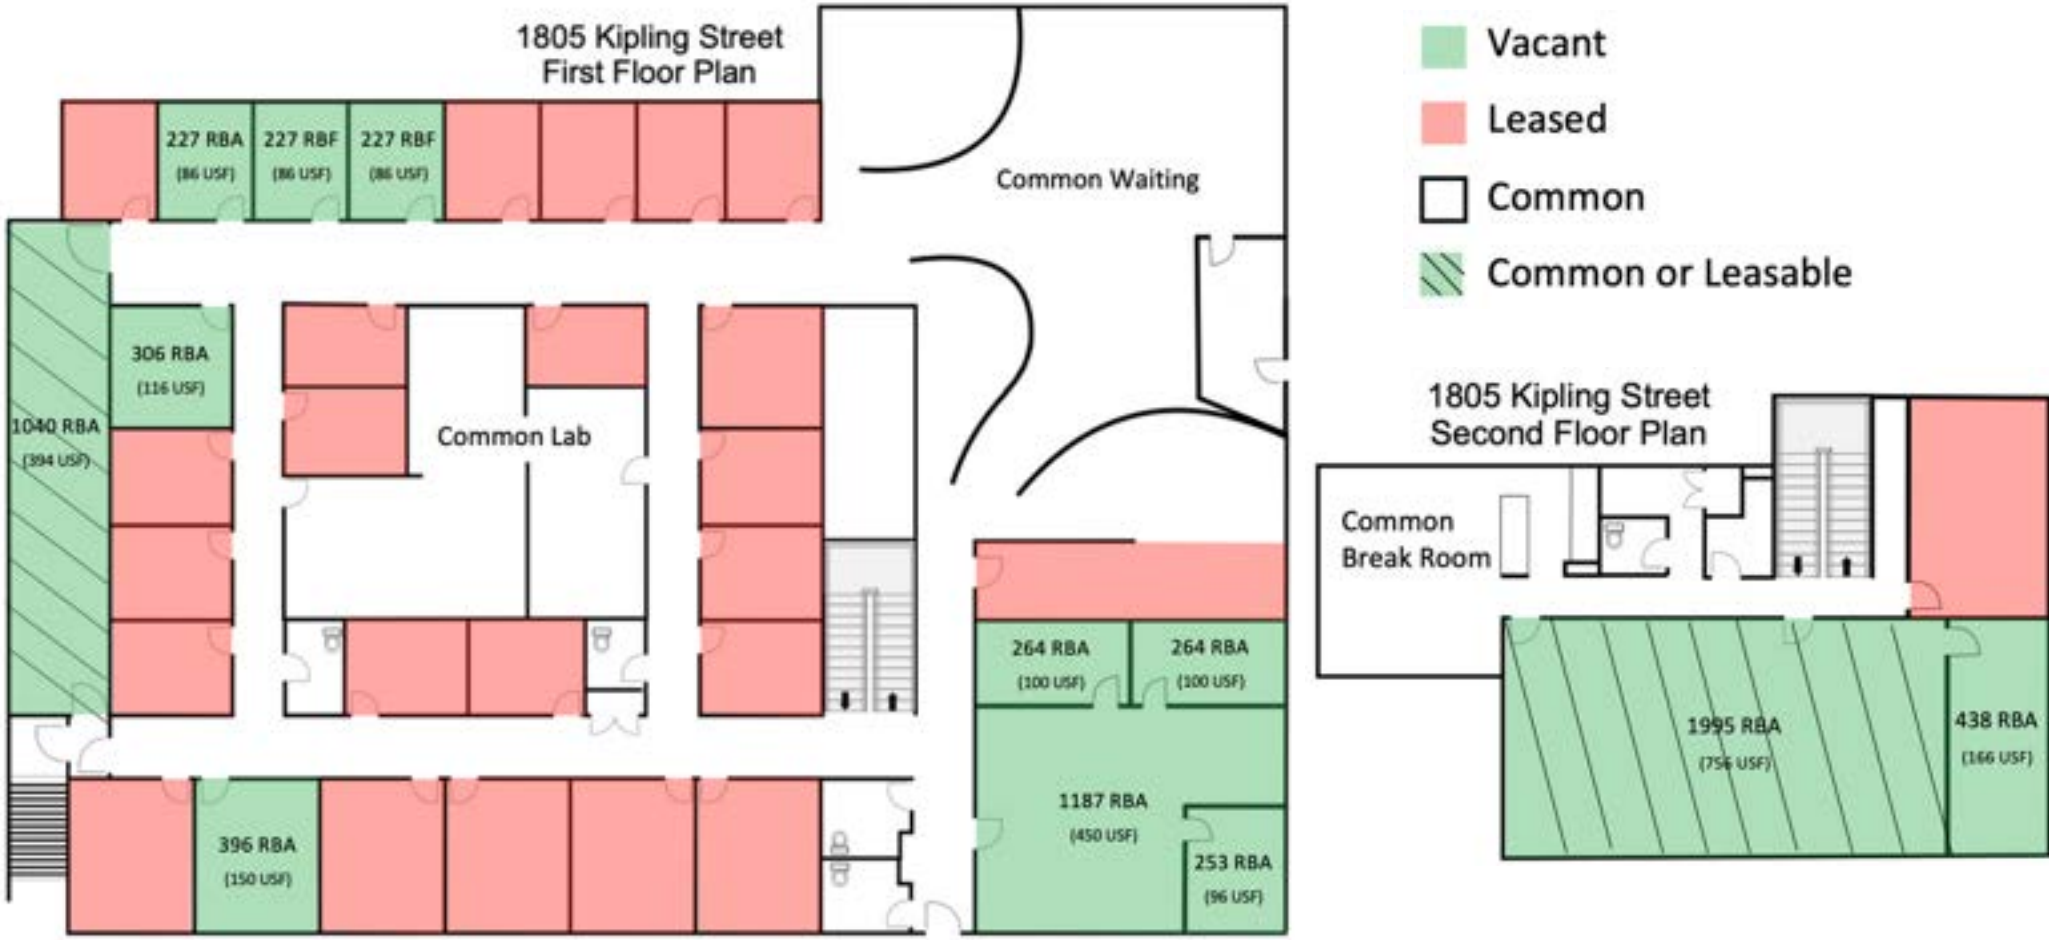 1805 Kipling Street
First Floor Plan
Vacant
Leased
Common
Common or Leasable
227 RBA
(86 USF)
227 RBF
(86 USF)
227 RBF
(86 USF)
Common Waiting
306 RBA
(116 USF)
1040 RBA
(394 USF)
Common Lab
264 RBA
(100 USF)
264 RBA
(100 USF)
1187 RBA
(450 USF)
253 RBA
(96 USF)
396 RBA
(150 USF)
1805 Kipling Street
Second Floor Plan
Common
Break Room
1995 RBA
(756 USF)
438 RBA
(166 USF)